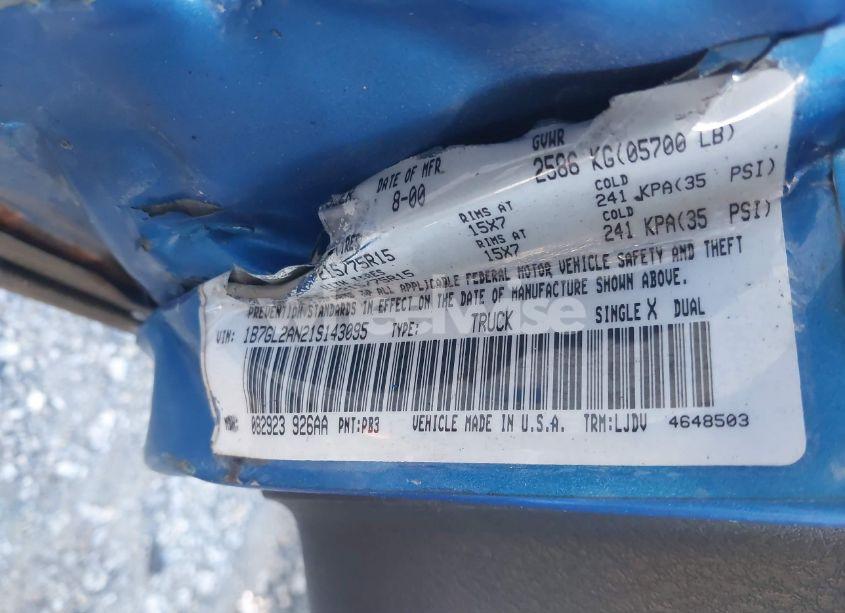 DATE OF MFR GVWR
8-00 2586 KG(05700 LB)
RIMS AT COLD
215/75R15 15X7 241 KPA(35 PSI)
RIMS AT COLD
15X7 241 KPA(35 PSI)
ALL APPLICABLE FEDERAL MOTOR VEHICLE SAFETY AND THEFT
PREVENTION STANDARDS IN EFFECT ON THE DATE OF MANUFACTURE SHOWN ABOVE.
VIN: 1B7GL2AN21S143095 TYPE: TRUCK SINGLE X DUAL
MDH: 082923 926AA PNT:PB3 VEHICLE MADE IN U.S.A. TRM:LJDV 4648503